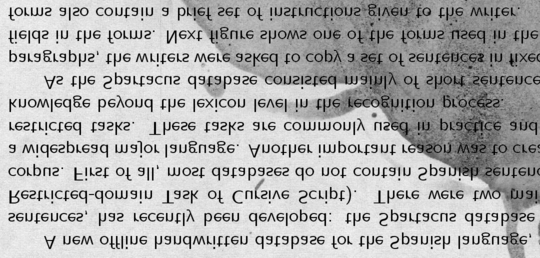 A new offline handwritten database for the Spanish language,
sentences, has recently been developed: the Spartacus database
Restricted-domain Task of Cursive Script). There were two
corpus. First of all, most databases do not contain Spanish
a widespread major language. Another important reason was to
restricted tasks. These tasks are commonly used in practice and
knowledge beyond the lexicon level in the recognition process.
As the Spartacus database consisted mainly of short
paragraphs, the writers were asked to copy a set of sentences in
fields in the forms. Next figure shows one of the forms used in the
forms also contain a brief set of instructions given to the writer.